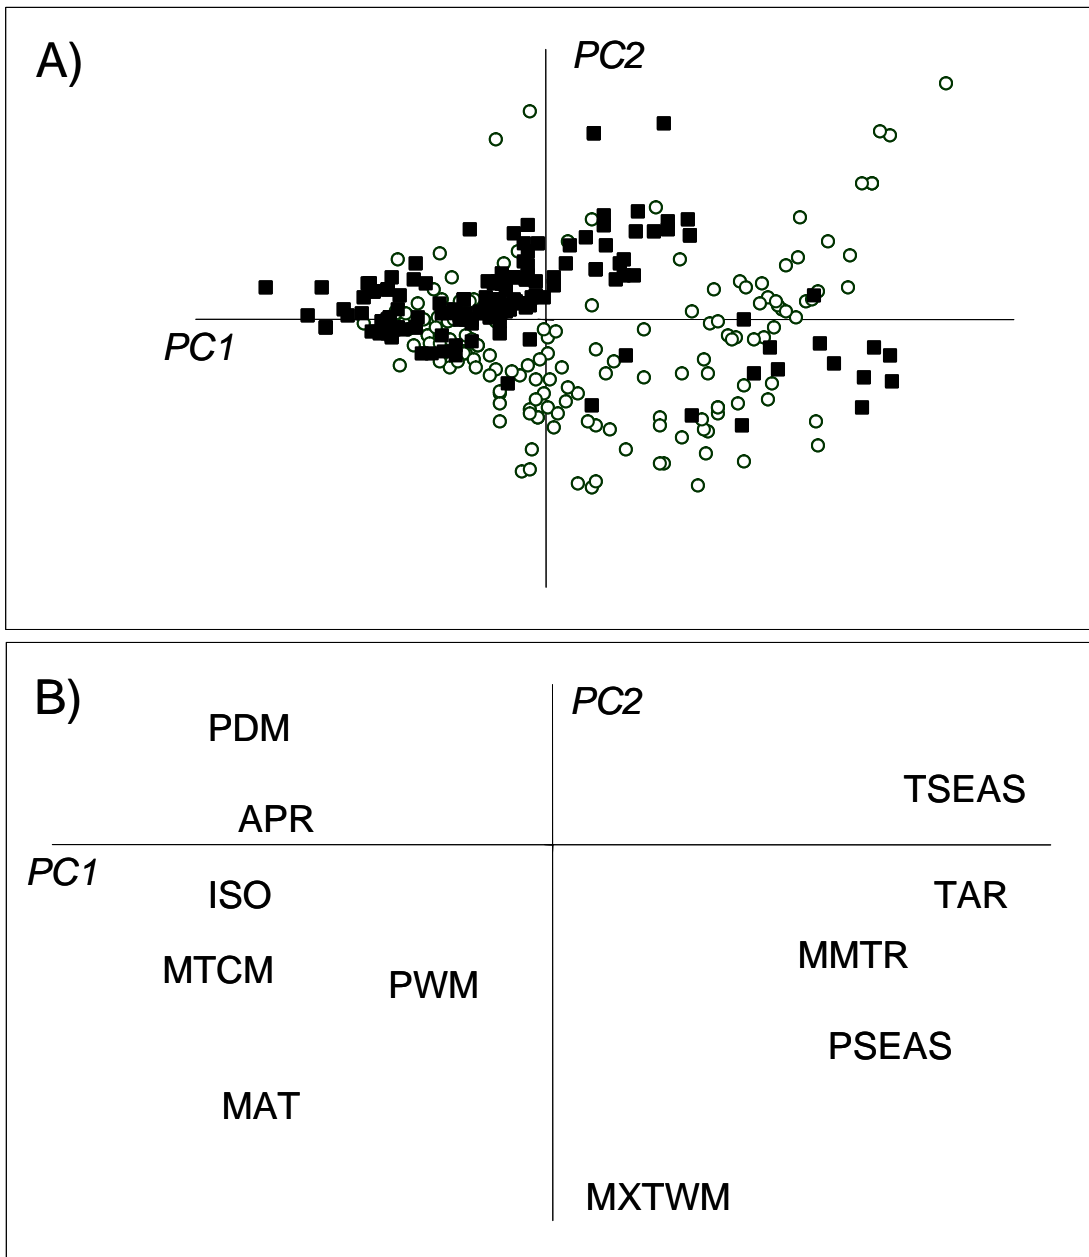 A)
PC2
PC1
B)
PC2
PDM
TSEAS
APR
PC1
ISO
TAR
MMTR
MTCM
PWM
PSEAS
MAT
MXTWM